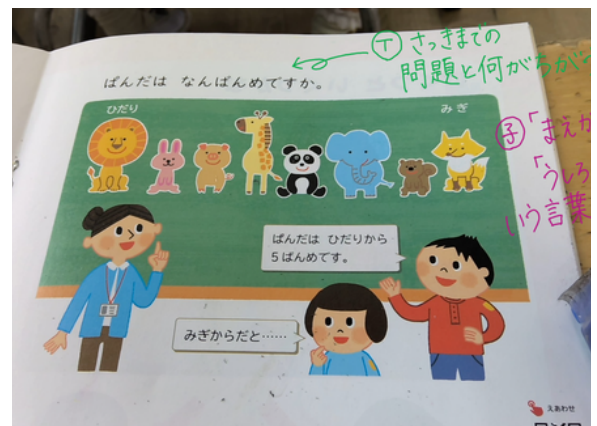 ぱんだは なんばんめですか。
Ⓣ さっきまでの
問題と何がちがい
ひだり
みぎ
子「まえか
「うしろ
いう言葉
ぱんだは ひだりから
5ばんめです。
みぎからだと……
えあわせ